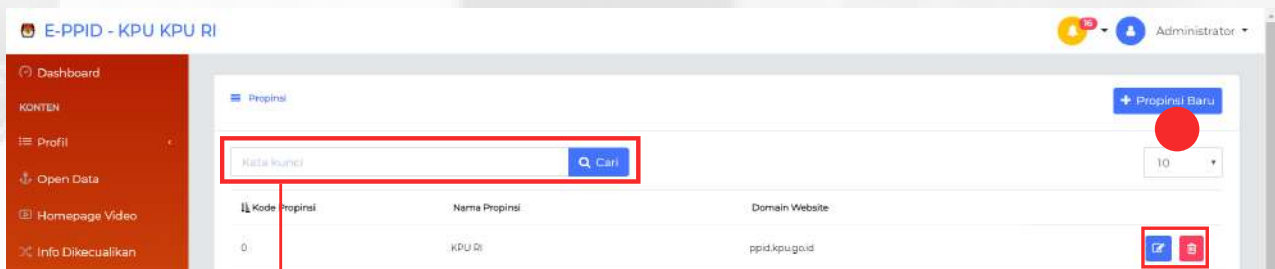 E-PPID - KPU KPU RI
16
Administrator
Dashboard
KONTEN
Profil
Open Data
Homepage Video
Info Dikecualikan
Propinsi
+ Propinsi Baru
Kata kunci
Cari
10
Kode Propinsi Nama Propinsi Domain Website
0 KPU RI ppid.kpu.go.id